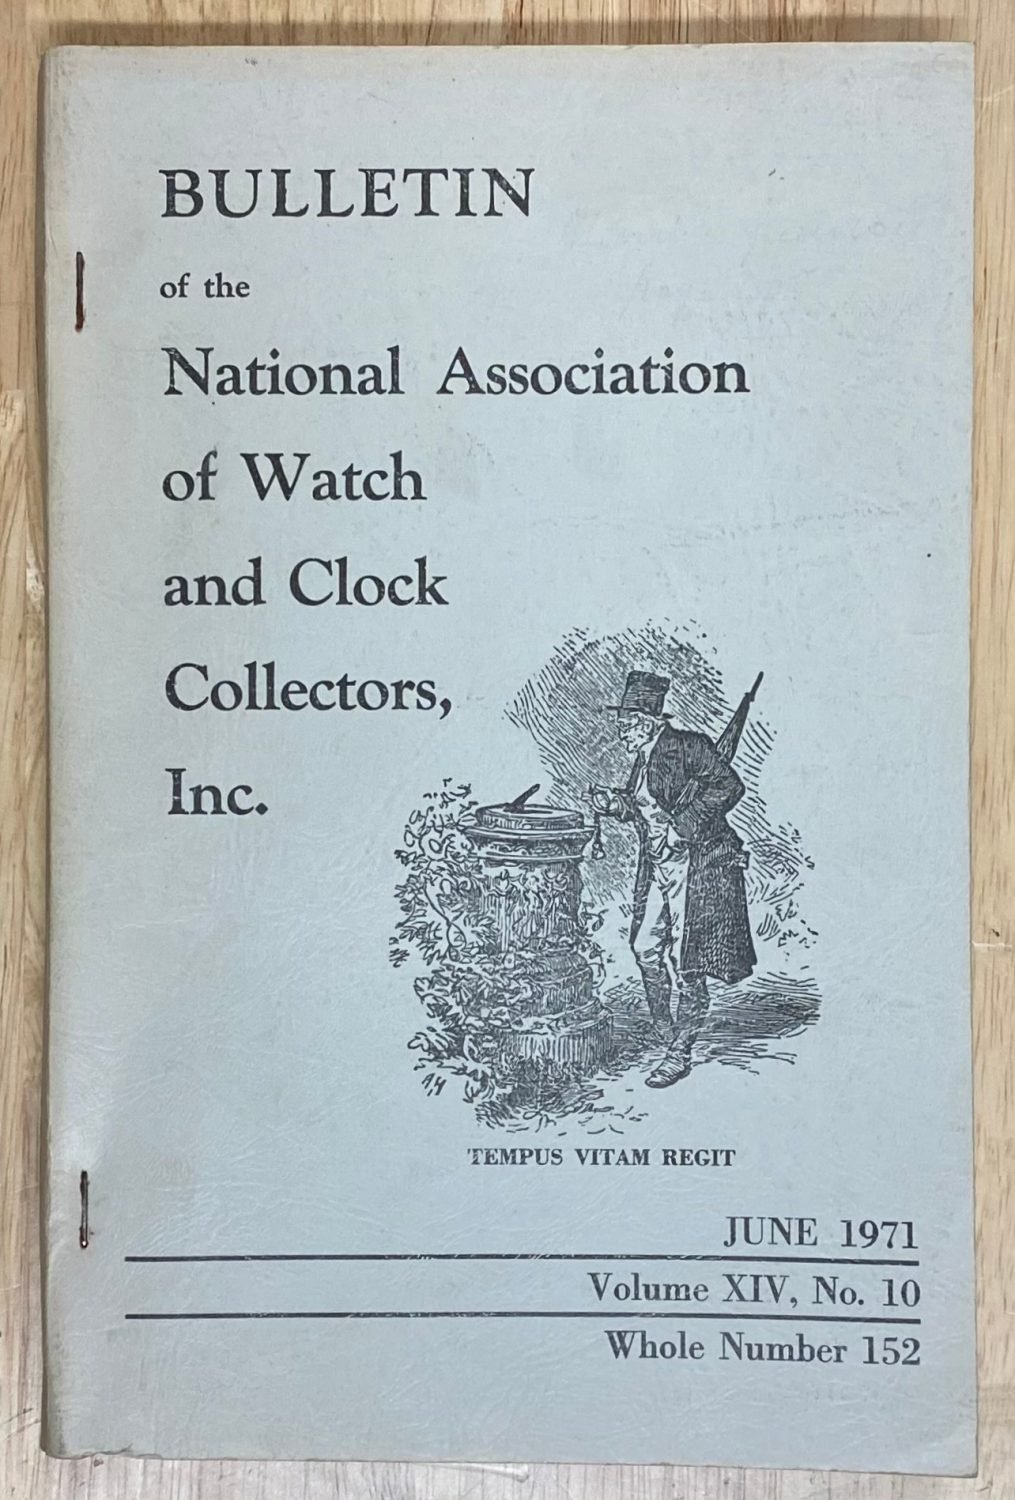 BULLETIN
of the
National Association
of Watch
and Clock
Collectors,
Inc.
TEMPUS VITAM REGIT
JUNE 1971
Volume XIV, No. 10
Whole Number 152